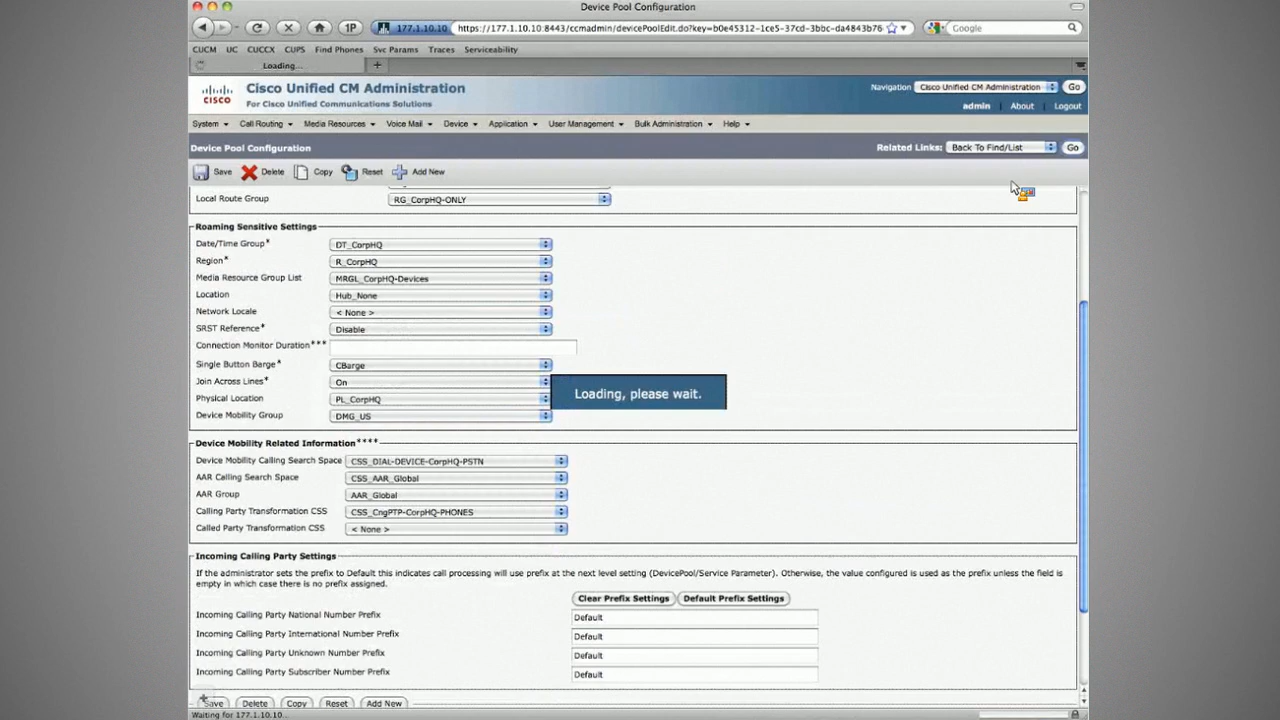 Device Pool Configuration
1P 177.1.10.10 https://177.1.10.10:8443/ccmadmin/devicePoolEdit.do?key=b0e45312-1ce5-37cd-3bbc-da4843b76 Google
CUCM UC CUCCX CUPS Find Phones Svc Params Traces Serviceability
Loading...
Cisco Unified CM Administration Navigation Cisco Unified CM Administration Go
CISCO For Cisco Unified Communications Solutions admin | About | Logout
System Call Routing Media Resources Voice Mail Device Application User Management Bulk Administration Help
Device Pool Configuration Related Links: Back To Find/List Go
Save Delete Copy Reset Add New
Local Route Group RG_CorpHQ-ONLY
Roaming Sensitive Settings
Date/Time Group* DT_CorpHQ
Region* R_CorpHQ
Media Resource Group List MRGL_CorpHQ-Devices
Location Hub_None
Network Locale < None >
SRST Reference* Disable
Connection Monitor Duration***
Single Button Barge* CBarge
Join Across Lines* On
Loading, please wait.
Physical Location PL_CorpHQ
Device Mobility Group DMG_US
Device Mobility Related Information****
Device Mobility Calling Search Space CSS_DIAL-DEVICE-CorpHQ-PSTN
AAR Calling Search Space CSS_AAR_Global
AAR Group AAR_Global
Calling Party Transformation CSS CSS_CngPTP-CorpHQ-PHONES
Called Party Transformation CSS < None >
Incoming Calling Party Settings
If the administrator sets the prefix to Default this indicates call processing will use prefix at the next level setting (DevicePool/Service Parameter). Otherwise, the value configured is used as the prefix unless the field is
empty in which case there is no prefix assigned.
Clear Prefix Settings Default Prefix Settings
Incoming Calling Party National Number Prefix Default
Incoming Calling Party International Number Prefix Default
Incoming Calling Party Unknown Number Prefix Default
Incoming Calling Party Subscriber Number Prefix Default
Save Delete Copy Reset Add New
Waiting for 177.1.10.10...